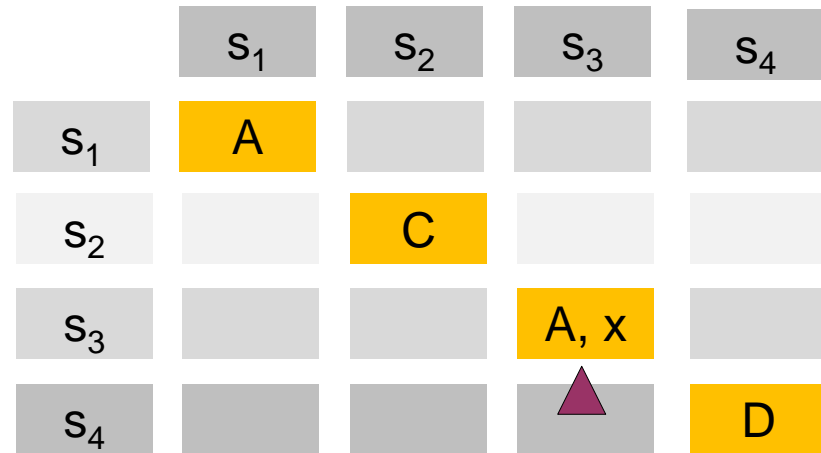 s₁ s₂ s₃ s₄
s₁ A
s₂ C
s₃ A, x
s₄ D